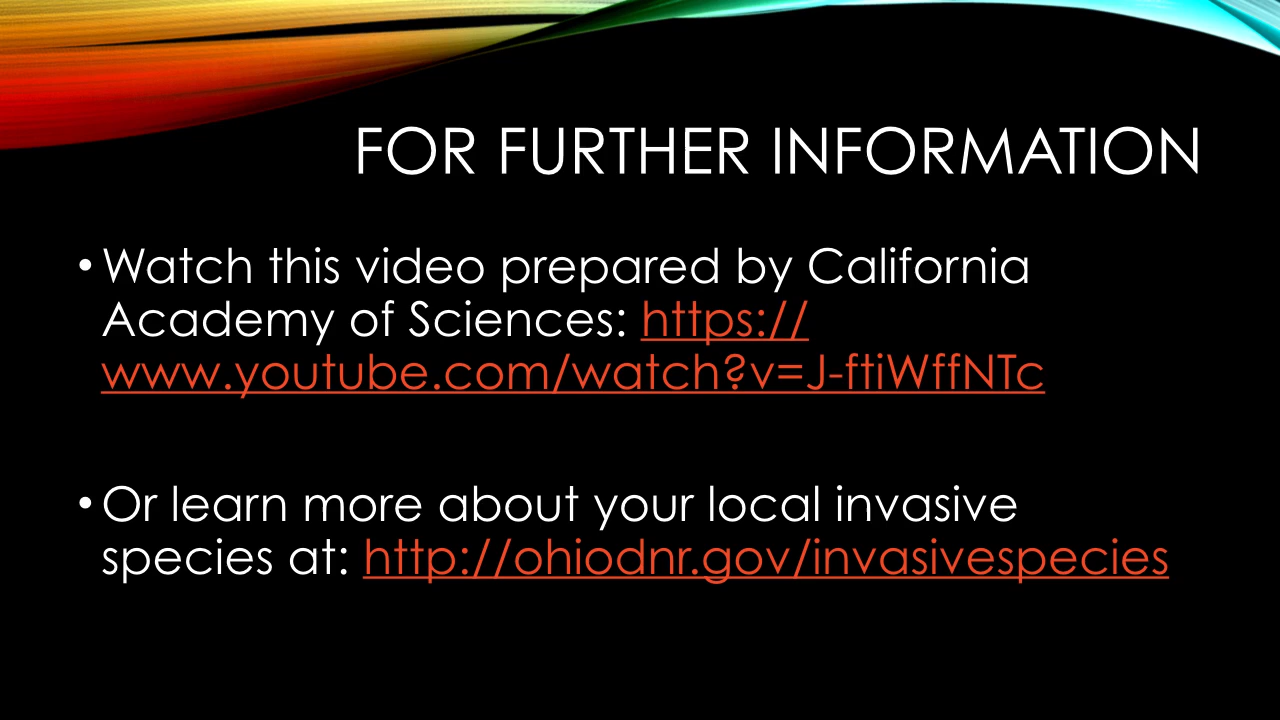 FOR FURTHER INFORMATION
• Watch this video prepared by California
Academy of Sciences: https://
www.youtube.com/watch?v=J-ftiWffNTc
• Or learn more about your local invasive
species at: http://ohiodnr.gov/invasivespecies